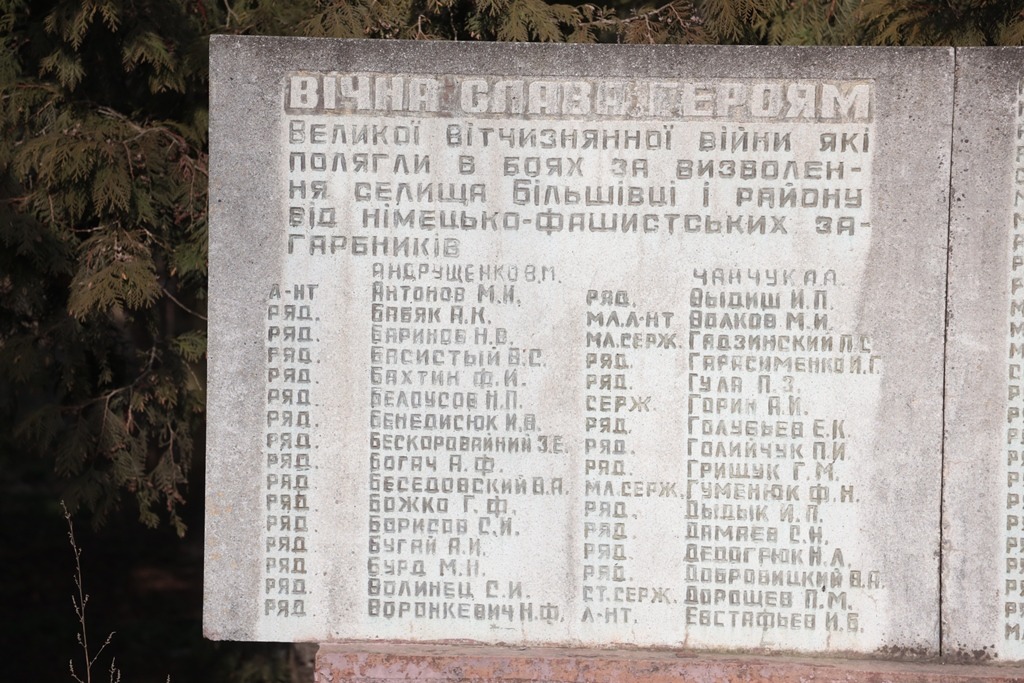 ВІЧНА СЛАВА ГЕРОЯМ
ВЕЛИКОЇ ВІТЧИЗНЯННОЇ ВІЙНИ ЯКІ
ПОЛЯГЛИ В БОЯХ ЗА ВИЗВОЛЕН-
НЯ СЕЛИЩА БІЛЬШІВЦІ І РАЙОНУ
ВІД НІМЕЦЬКО-ФАШИСТСЬКИХ ЗА-
ГАРБНИКІВ
АНДРУЩЕНКО В.М.
Л-НТ АНТОНОВ М.И.
РЯД. БАБЯК А.К.
РЯД. БАРИНОВ Н.В.
РЯД. БАСИСТЫЙ В.С.
РЯД. БАХТИН Ф.И.
РЯД. БЕЛОУСОВ Н.П.
РЯД. БЕНЕДИСЮК И.В.
РЯД. БЕСКОРОВАЙНИЙ З.Е.
РЯД. БОГАЧ А.Ф.
РЯД. БЕСЕДОВСКИЙ В.А.
РЯД. БОЖКО Г.Ф.
РЯД. БОРИСОВ С.И.
РЯД. БУГАЙ А.И.
РЯД. БУРД М.И.
РЯД. ВОЛИНЕЦ С.И.
РЯД. ВОРОНКЕВИЧ Н.Ф.
ЧАЙЧУК А.А.
РЯД. ВЫДИШ И.П.
МЛ.Л-НТ ВОЛКОВ М.И.
МЛ.СЕРЖ. ГАДЗИНСКИЙ П.С.
РЯД. ГАРАСИМЕНКО И.Г.
РЯД. ГУЛА П.З.
СЕРЖ. ГОРИН А.И.
РЯД. ГОЛУБЬЕВ Е.К.
РЯД. ГОЛИЙЧУК П.И.
РЯД. ГРИЩУК Г.М.
МЛ.СЕРЖ. ГУМЕНЮК Ф.Н.
РЯД. ДЫДЫК И.П.
РЯД. ДАМАЕВ С.Н.
РЯД. ДЕДОГРЮК Н.Л.
РЯД. ДОБРОВИЦКИЙ В.А.
СТ.СЕРЖ. ДОРОШЕВ П.М.
Л-НТ. ЕВСТАФЬЕВ И.Б.